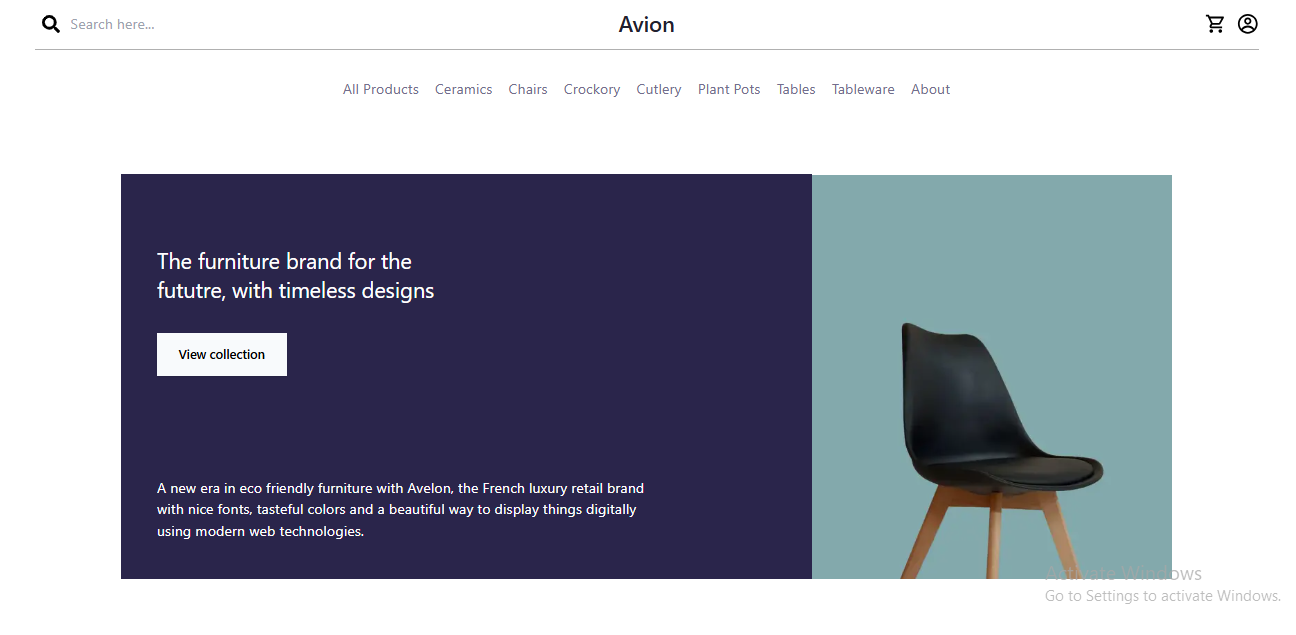 Search here...
Avion
All Products Ceramics Chairs Crockory Cutlery Plant Pots Tables Tableware About
The furniture brand for the
fututre, with timeless designs
View collection
A new era in eco friendly furniture with Avelon, the French luxury retail brand
with nice fonts, tasteful colors and a beautiful way to display things digitally
using modern web technologies.
Activate Windows
Go to Settings to activate Windows.